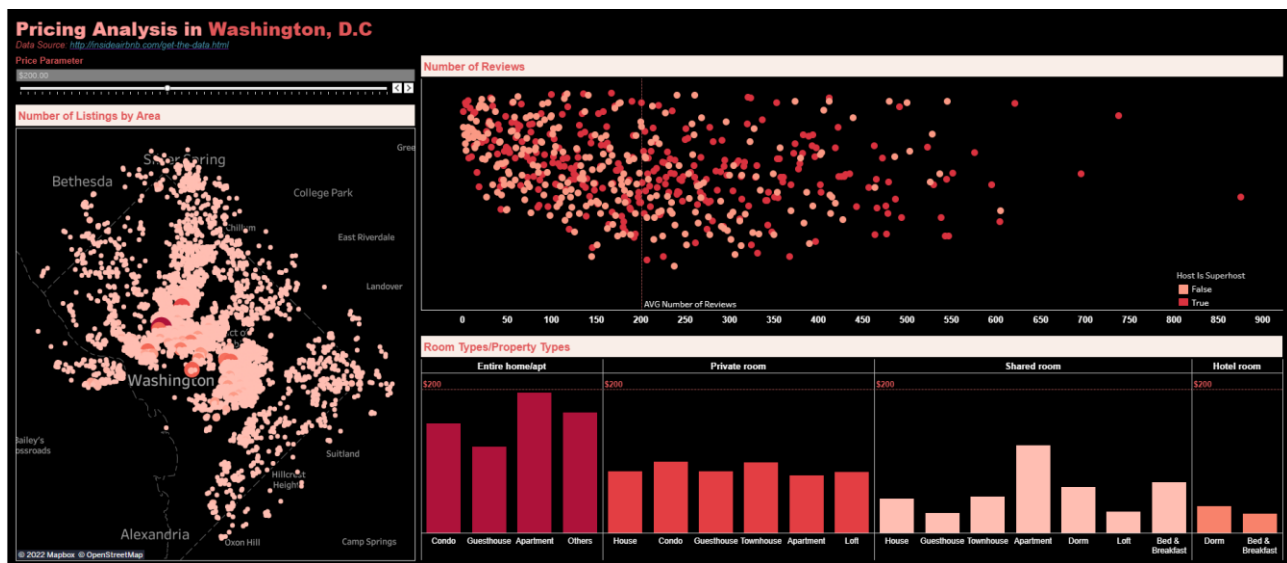 Pricing Analysis in Washington, D.C
Data Source: http://insideairbnb.com/get-the-data.html
Price Parameter
$200.00
Number of Listings by Area
Silver Spring
Gree
Bethesda
College Park
Chillum
East Riverdale
Landover
Washington
Bailey's
Crossroads
Suitland
Hillcrest
Heights
Alexandria
Oxon Hill
Camp Springs
© 2022 Mapbox © OpenStreetMap
Number of Reviews
Host Is Superhost
False
True
AVG Number of Reviews
0 50 100 150 200 250 300 350 400 450 500 550 600 650 700 750 800 850 900
Room Types/Property Types
Entire home/apt Private room Shared room Hotel room
$200 $200 $200 $200
Condo Guesthouse Apartment Others House Condo Guesthouse Townhouse Apartment Loft House Guesthouse Townhouse Apartment Dorm Loft Bed & Breakfast Dorm Bed & Breakfast